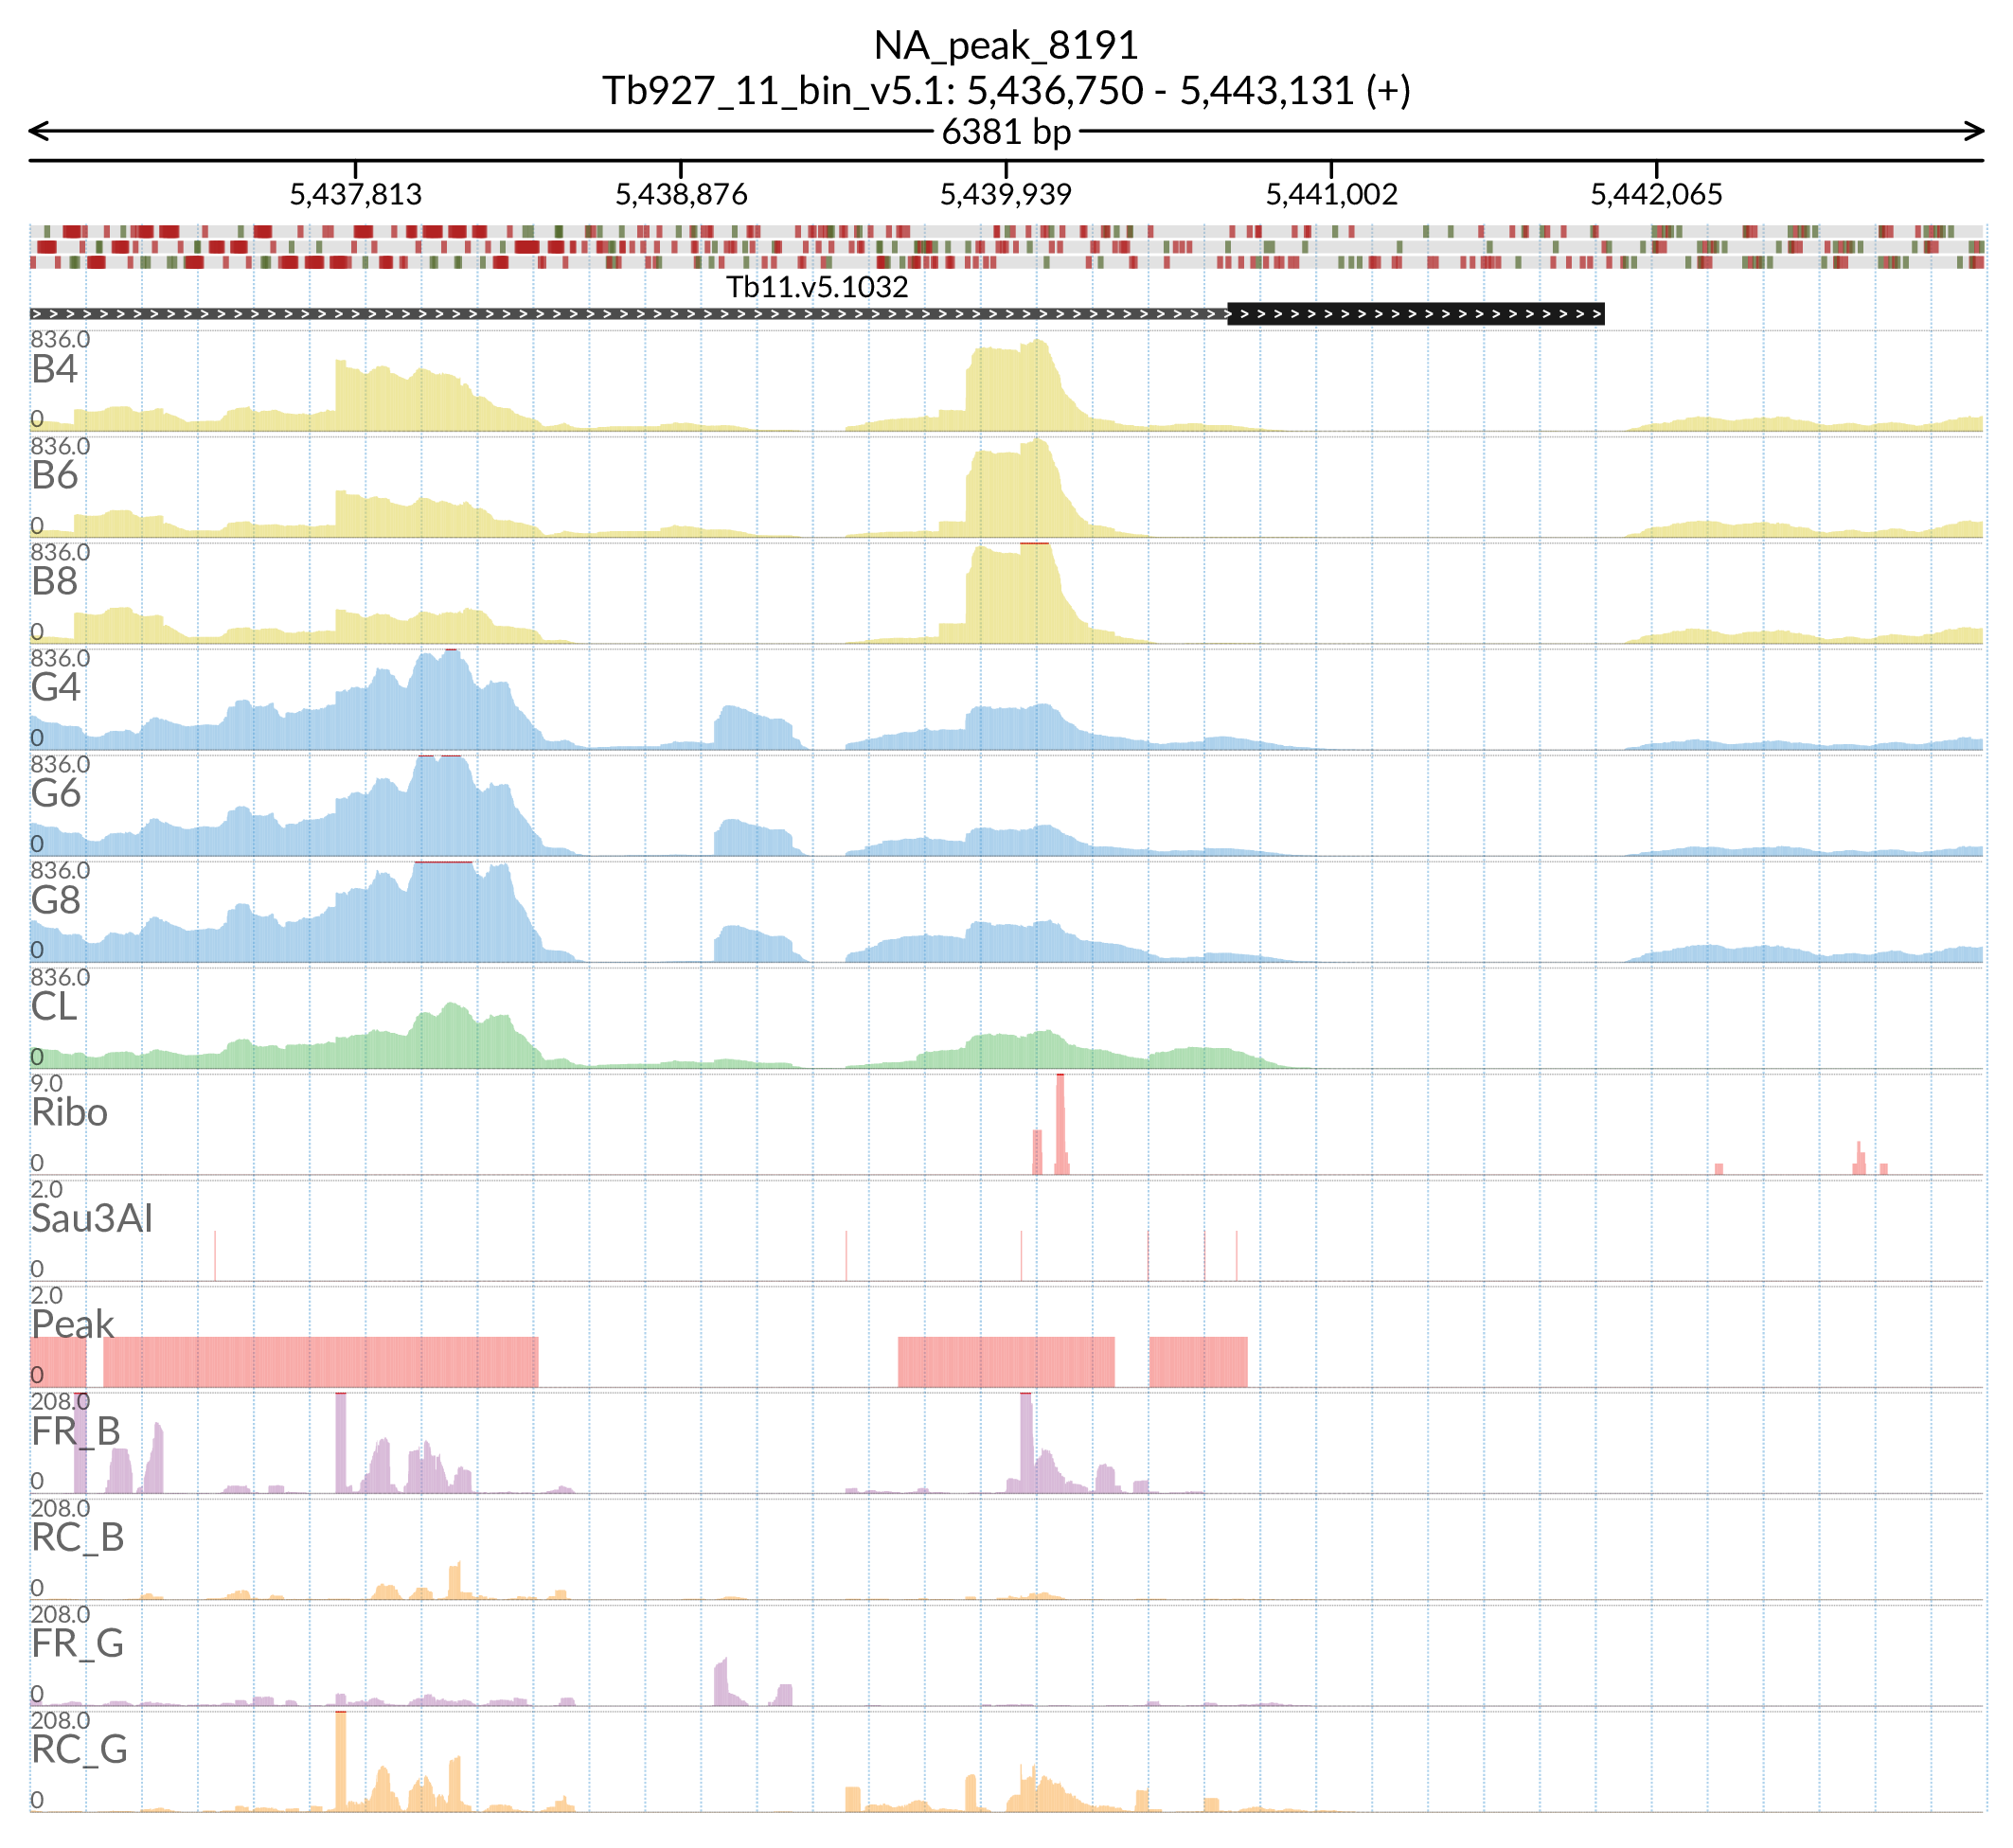 NA_peak_8191
Tb927_11_bin_v5.1: 5,436,750 - 5,443,131 (+)
6381 bp
5,437,813 5,438,876 5,439,939 5,441,002 5,442,065
Tb11.v5.1032
836.0
B4
0
836.0
B6
0
836.0
B8
0
836.0
G4
0
836.0
G6
0
836.0
G8
0
836.0
CL
0
9.0
Ribo
0
2.0
Sau3AI
0
2.0
Peak
0
208.0
FR_B
0
208.0
RC_B
0
208.0
FR_G
0
208.0
RC_G
0